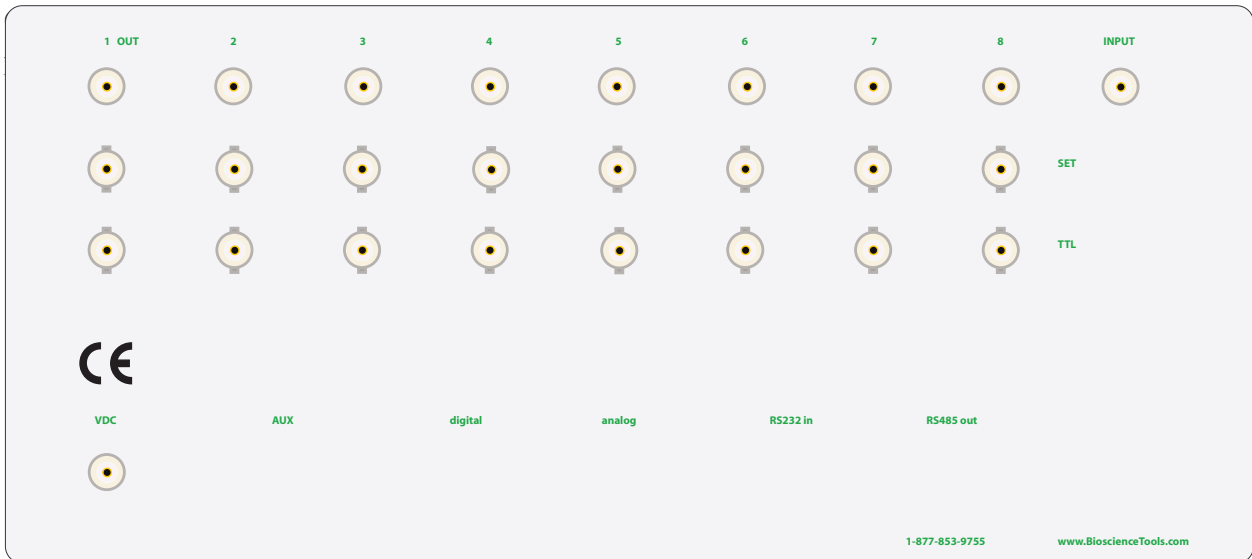 1 OUT 2 3 4 5 6 7 8 INPUT
SET
TTL
CE
VDC AUX digital analog RS232 in RS485 out
1-877-853-9755 www.BioscienceTools.com